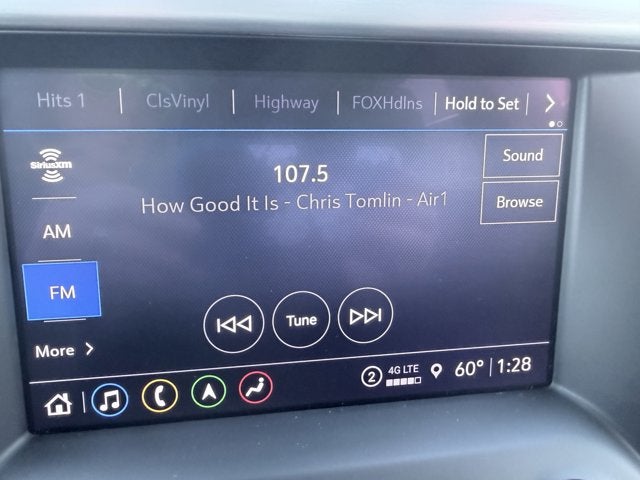 Hits 1 ClsVinyl Highway FOXHdlns Hold to Set
SiriusXM
107.5
Sound
How Good It Is - Chris Tomlin - Air1
Browse
AM
FM
Tune
More
2 4G LTE 60° 1:28